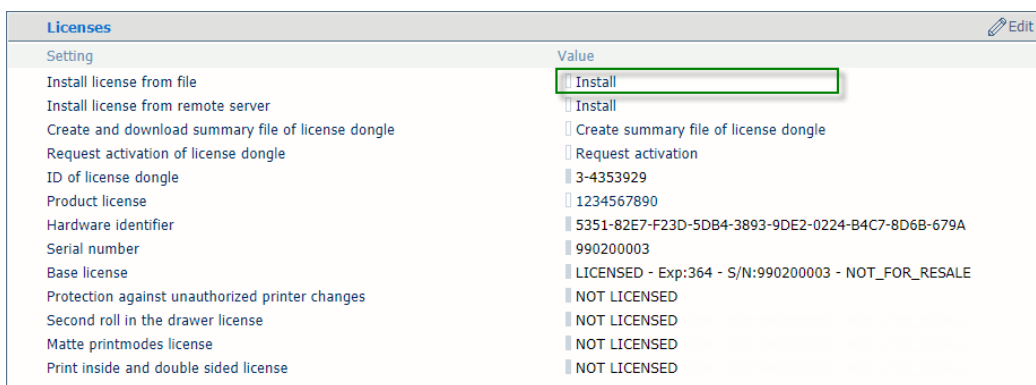 Licenses Edit
Setting Value
Install license from file Install
Install license from remote server Install
Create and download summary file of license dongle Create summary file of license dongle
Request activation of license dongle Request activation
ID of license dongle 3-4353929
Product license 1234567890
Hardware identifier 5351-82E7-F23D-5DB4-3893-9DE2-0224-B4C7-8D6B-679A
Serial number 990200003
Base license LICENSED - Exp:364 - S/N:990200003 - NOT_FOR_RESALE
Protection against unauthorized printer changes NOT LICENSED
Second roll in the drawer license NOT LICENSED
Matte printmodes license NOT LICENSED
Print inside and double sided license NOT LICENSED